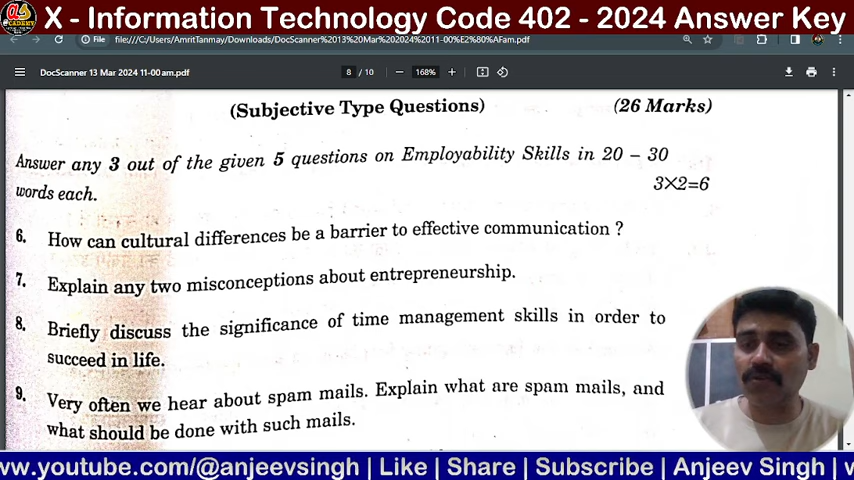 X - Information Technology Code 402 - 2024 Answer Key
File
file:///C:/Users/AmritTanmay/Downloads/DocScanner%2013%20Mar%202024%2011-00%E2%80%AFam.pdf
DocScanner 13 Mar 2024 11-00 am.pdf
8 / 10
168%
(Subjective Type Questions) (26 Marks)
Answer any 3 out of the given 5 questions on Employability Skills in 20 – 30
words each. 3×2=6
6. How can cultural differences be a barrier to effective communication ?
7. Explain any two misconceptions about entrepreneurship.
8. Briefly discuss the significance of time management skills in order to
succeed in life.
9. Very often we hear about spam mails. Explain what are spam mails, and
what should be done with such mails.
ww.youtube.com/@anjeevsingh | Like | Share | Subscribe | Anjeev Singh | w